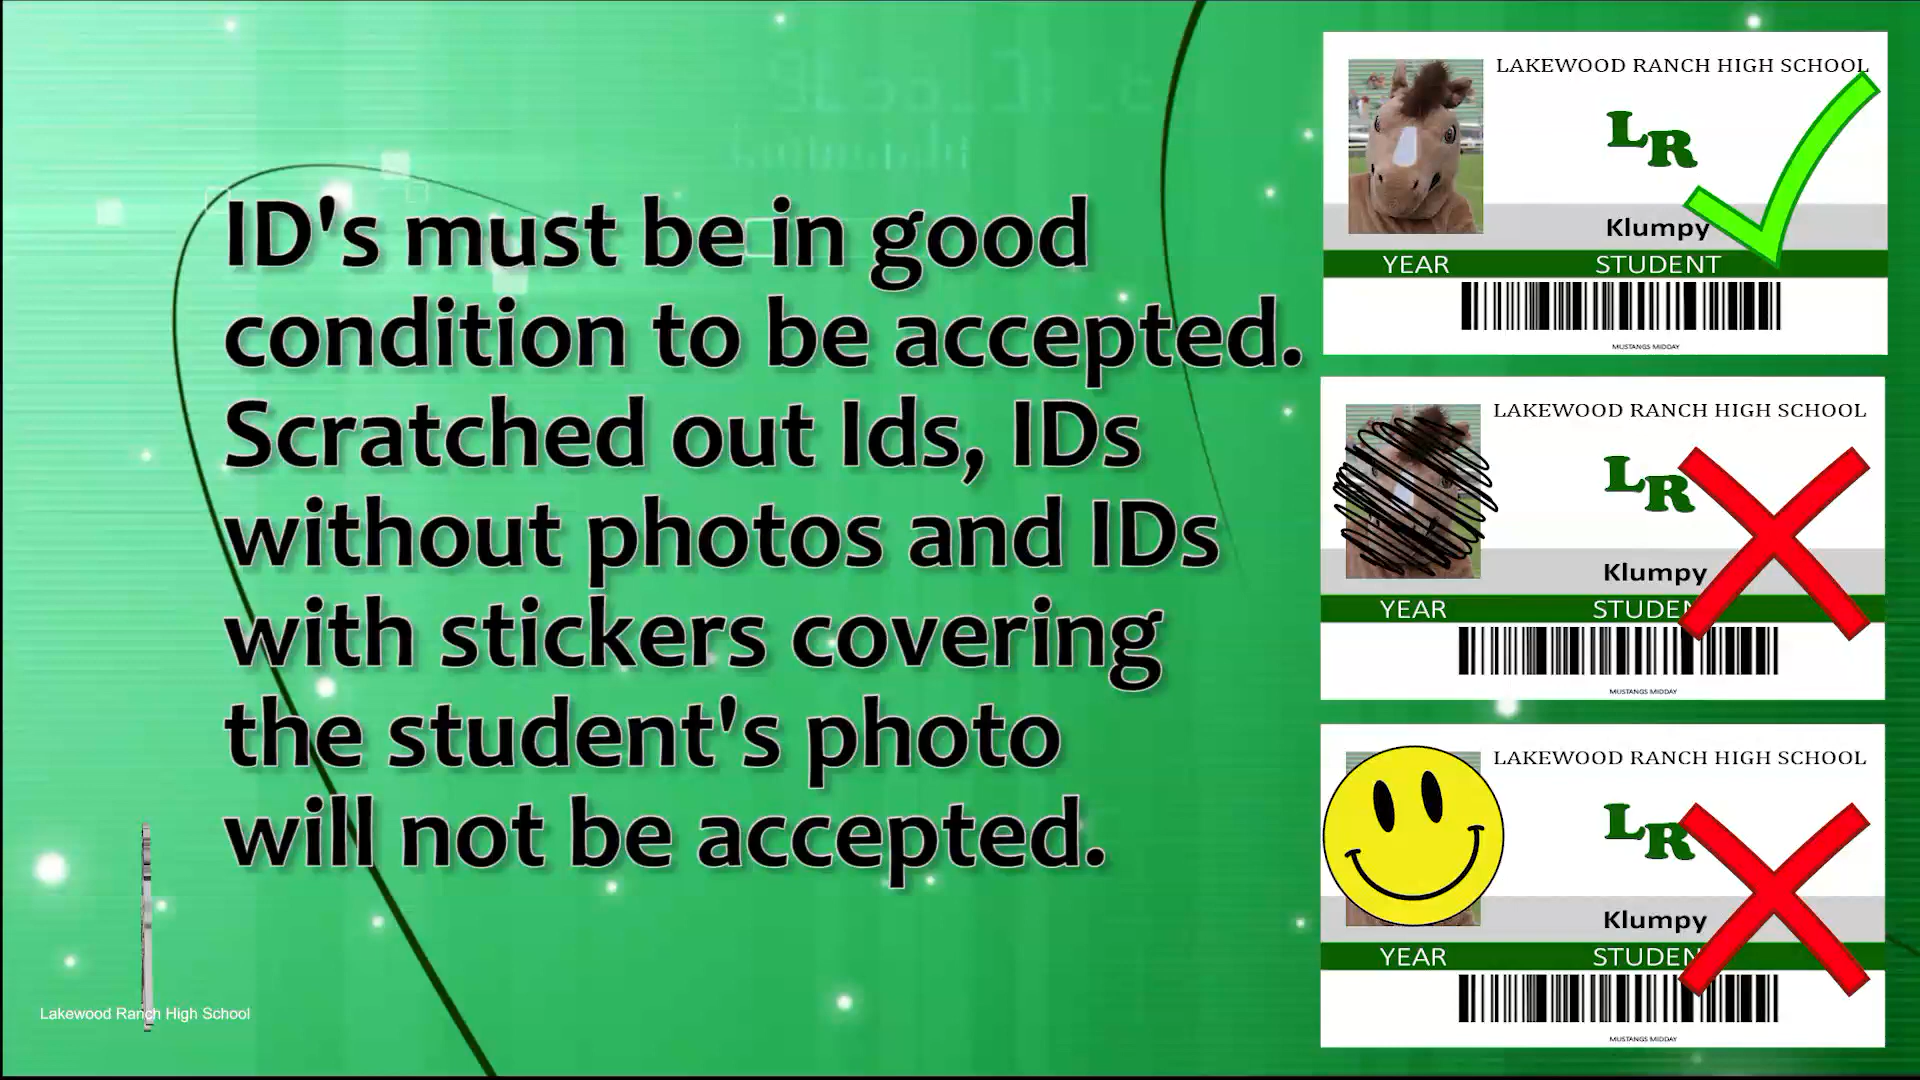 ID's must be in good
condition to be accepted.
Scratched out Ids, IDs
without photos and IDs
with stickers covering
the student's photo
will not be accepted.
Lakewood Ranch High School
LAKEWOOD RANCH HIGH SCHOOL
LR
Klumpy
YEAR STUDENT
MUSTANGS MIDDAY
LAKEWOOD RANCH HIGH SCHOOL
LR
Klumpy
YEAR STUDEN
MUSTANGS MIDDAY
LAKEWOOD RANCH HIGH SCHOOL
LR
Klumpy
YEAR STUDEN
MUSTANGS MIDDAY